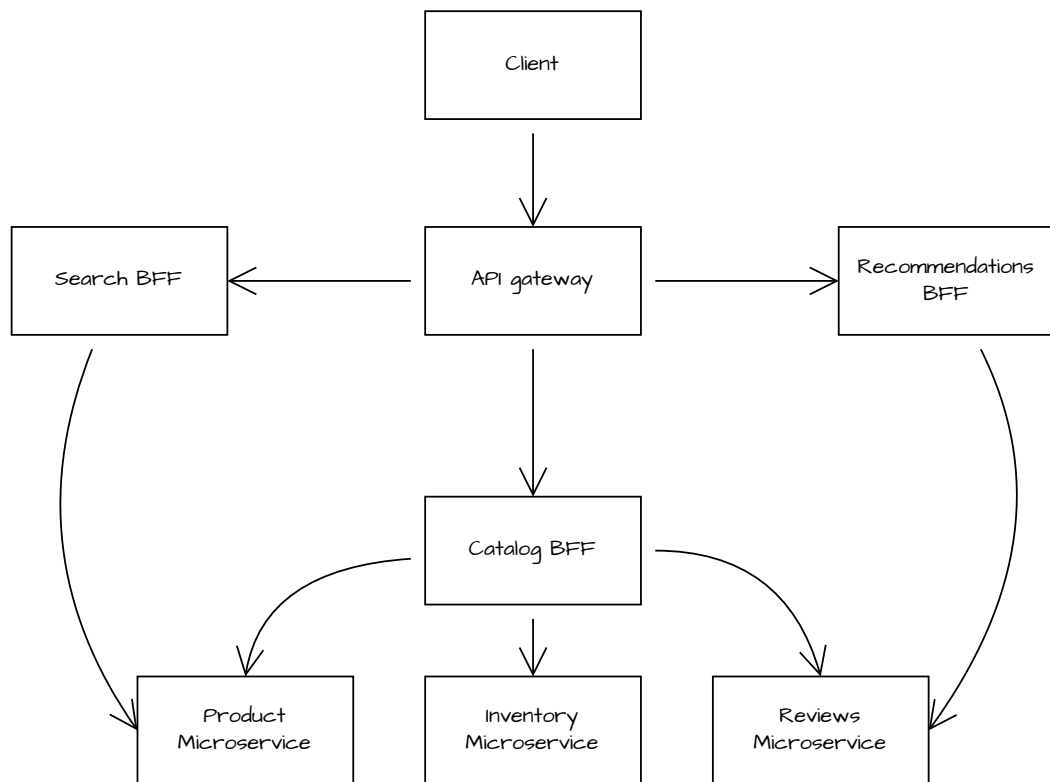 Client
Search BFF
API gateway
Recommendations
BFF
Catalog BFF
Product
Microservice
Inventory
Microservice
Reviews
Microservice